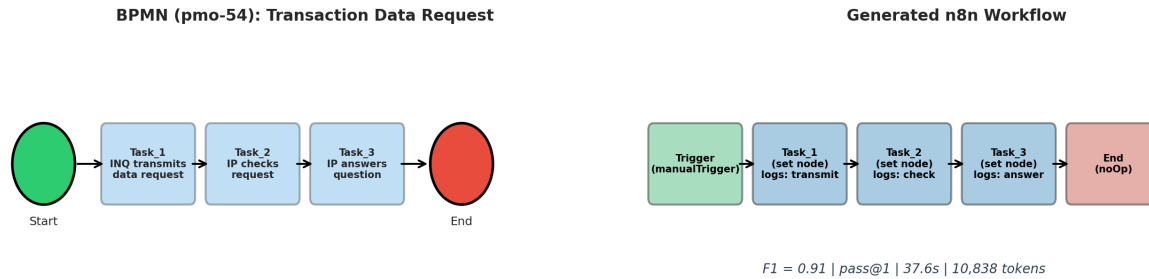 BPMN (pmo-54): Transaction Data Request
Start
Task_1
INQ transmits
data request
Task_2
IP checks
request
Task_3
IP answers
question
End
Generated n8n Workflow
Trigger
(manualTrigger)
Task_1
(set node)
logs: transmit
Task_2
(set node)
logs: check
Task_3
(set node)
logs: answer
End
(noOp)
F1 = 0.91 | pass@1 | 37.6s | 10,838 tokens